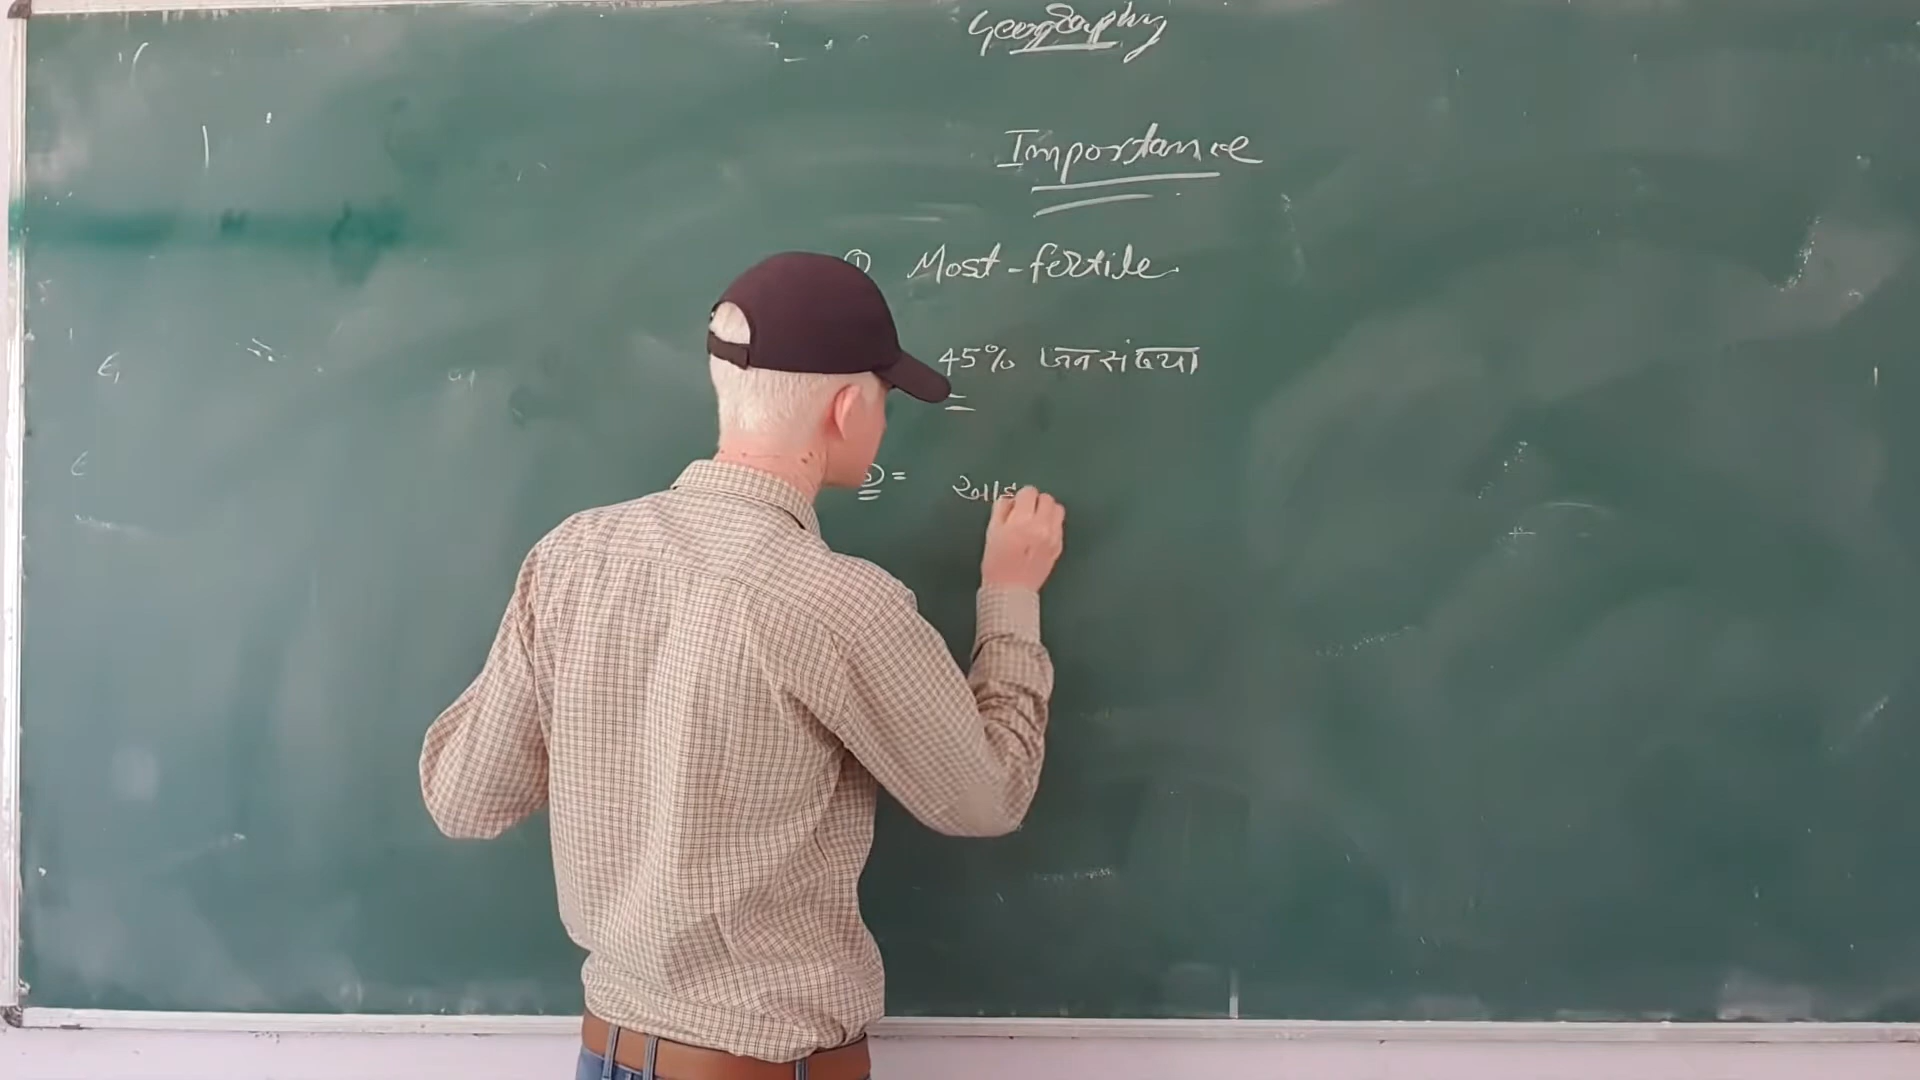 Geography
Importance
① Most-fertile
45% जनसंख्या
② =